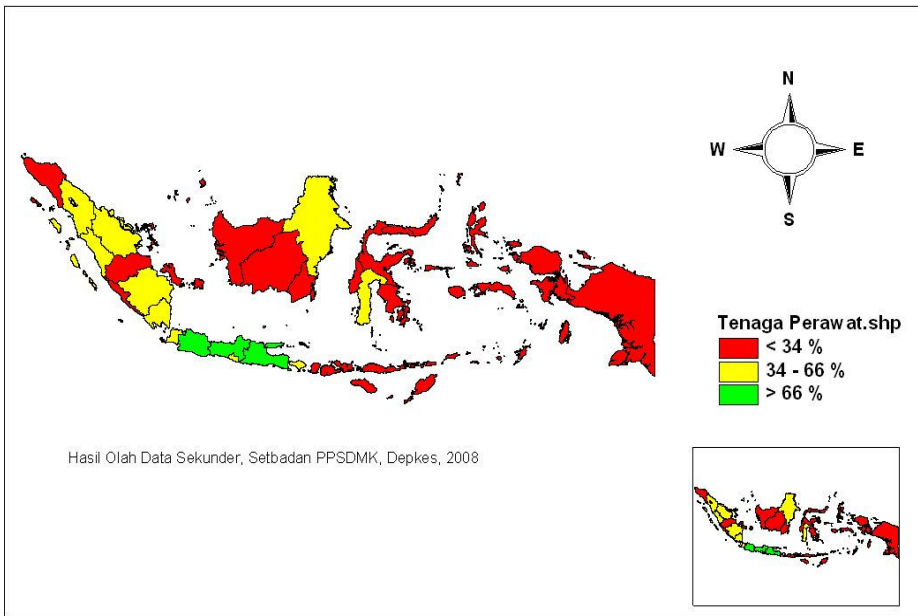 N
W E
S
Tenaga Perawat.shp
< 34 %
34 - 66 %
> 66 %
Hasil Olah Data Sekunder, Setbadan PPSDMK, Depkes, 2008